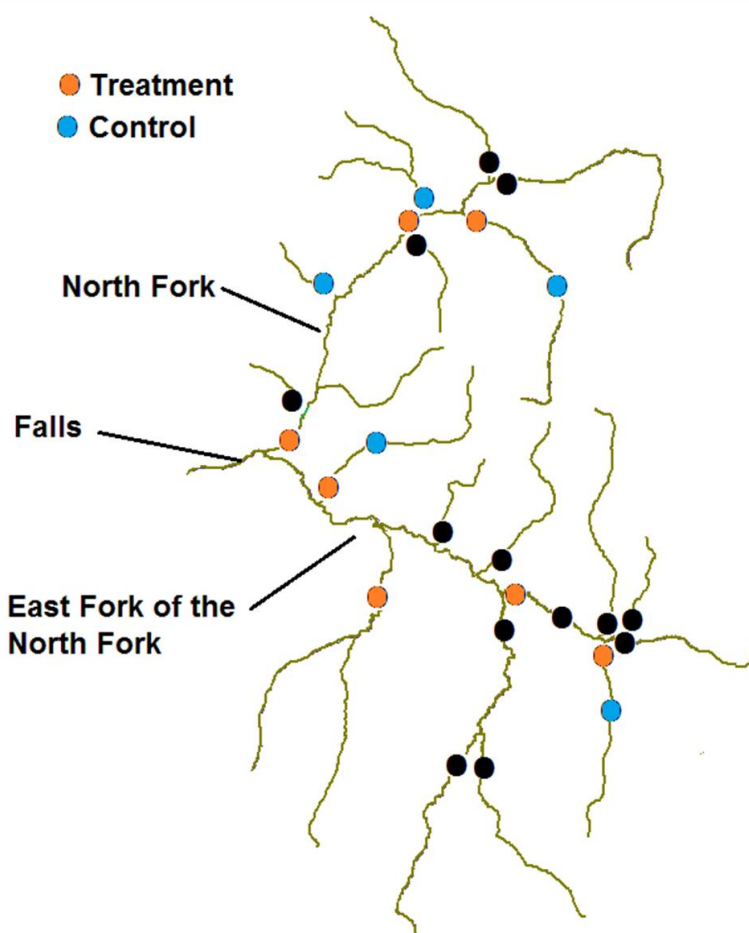 Treatment
Control
North Fork
Falls
East Fork of the
North Fork